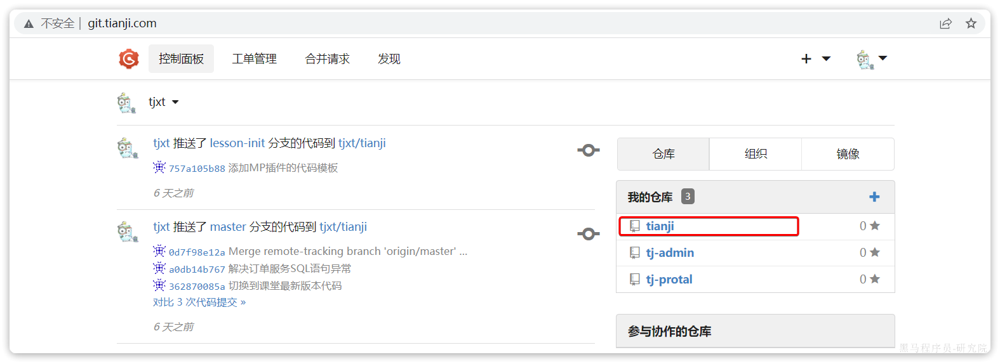 不安全 | git.tianji.com
控制面板 工单管理 合并请求 发现
tjxt
tjxt 推送了 lesson-init 分支的代码到 tjxt/tianji
757a105b88 添加MP插件的代码模板
6 天之前
tjxt 推送了 master 分支的代码到 tjxt/tianji
0d7f98e12a Merge remote-tracking branch 'origin/master' ...
a0db14b767 解决订单服务SQL语句异常
362870085a 切换到课堂最新版本代码
对比 3 次代码提交 »
6 天之前
仓库 组织 镜像
我的仓库 3
tianji 0
tj-admin 0
tj-protal 0
参与协作的仓库
黑马程序员-研究院